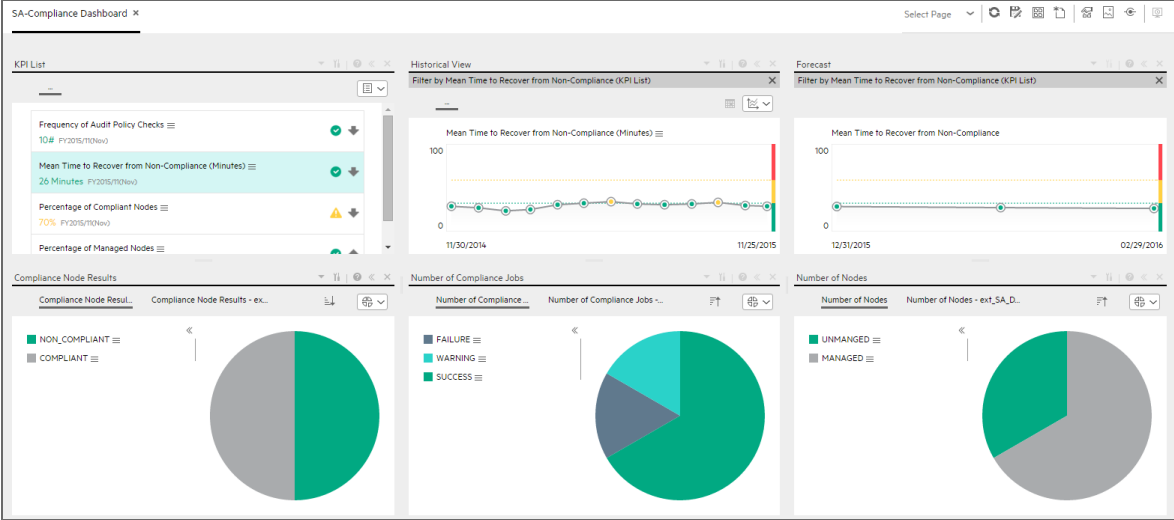 SA-Compliance Dashboard ×
Select Page
KPI List
–
Frequency of Audit Policy Checks
10# FY2015/11(Nov)
Mean Time to Recover from Non-Compliance (Minutes)
26 Minutes FY2015/11(Nov)
Percentage of Compliant Nodes
70% FY2015/11(Nov)
Percentage of Managed Nodes
Historical View
Filter by Mean Time to Recover from Non-Compliance (KPI List)
–
Mean Time to Recover from Non-Compliance (Minutes)
100
0
11/30/2014 11/25/2015
Forecast
Filter by Mean Time to Recover from Non-Compliance (KPI List)
Mean Time to Recover from Non-Compliance
100
0
12/31/2015 02/29/2016
Compliance Node Results
Compliance Node Resul... Compliance Node Results - ex...
NON_COMPLIANT
COMPLIANT
Number of Compliance Jobs
Number of Compliance ... Number of Compliance Jobs -...
FAILURE
WARNING
SUCCESS
Number of Nodes
Number of Nodes Number of Nodes - ext_SA_D...
UNMANGED
MANAGED